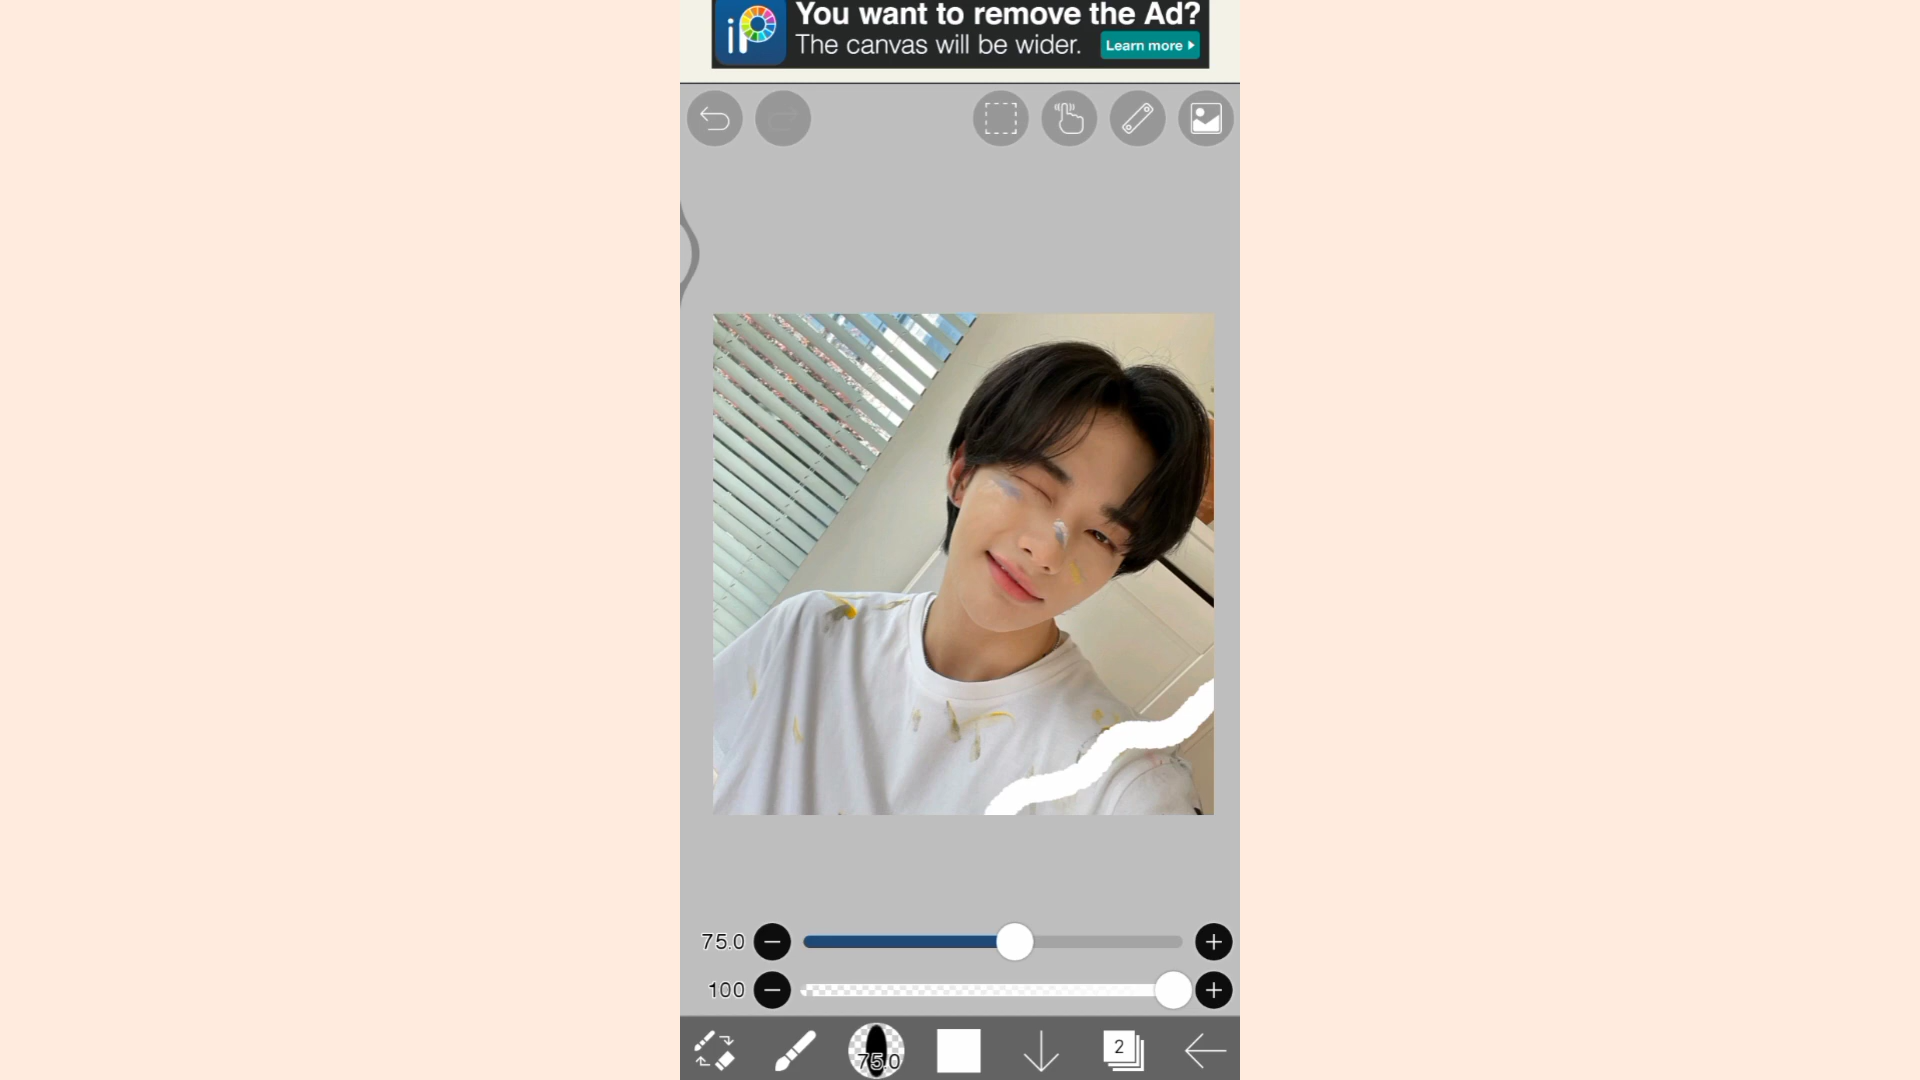 iP You want to remove the Ad?
The canvas will be wider. Learn more
75.0
100
75.0
2